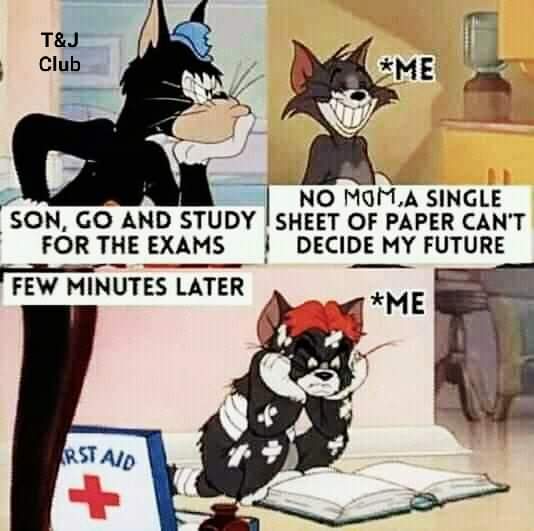 T&J
Club
*ME
SON, GO AND STUDY
FOR THE EXAMS
NO MOM,A SINGLE
SHEET OF PAPER CAN'T
DECIDE MY FUTURE
FEW MINUTES LATER
*ME
RST AID